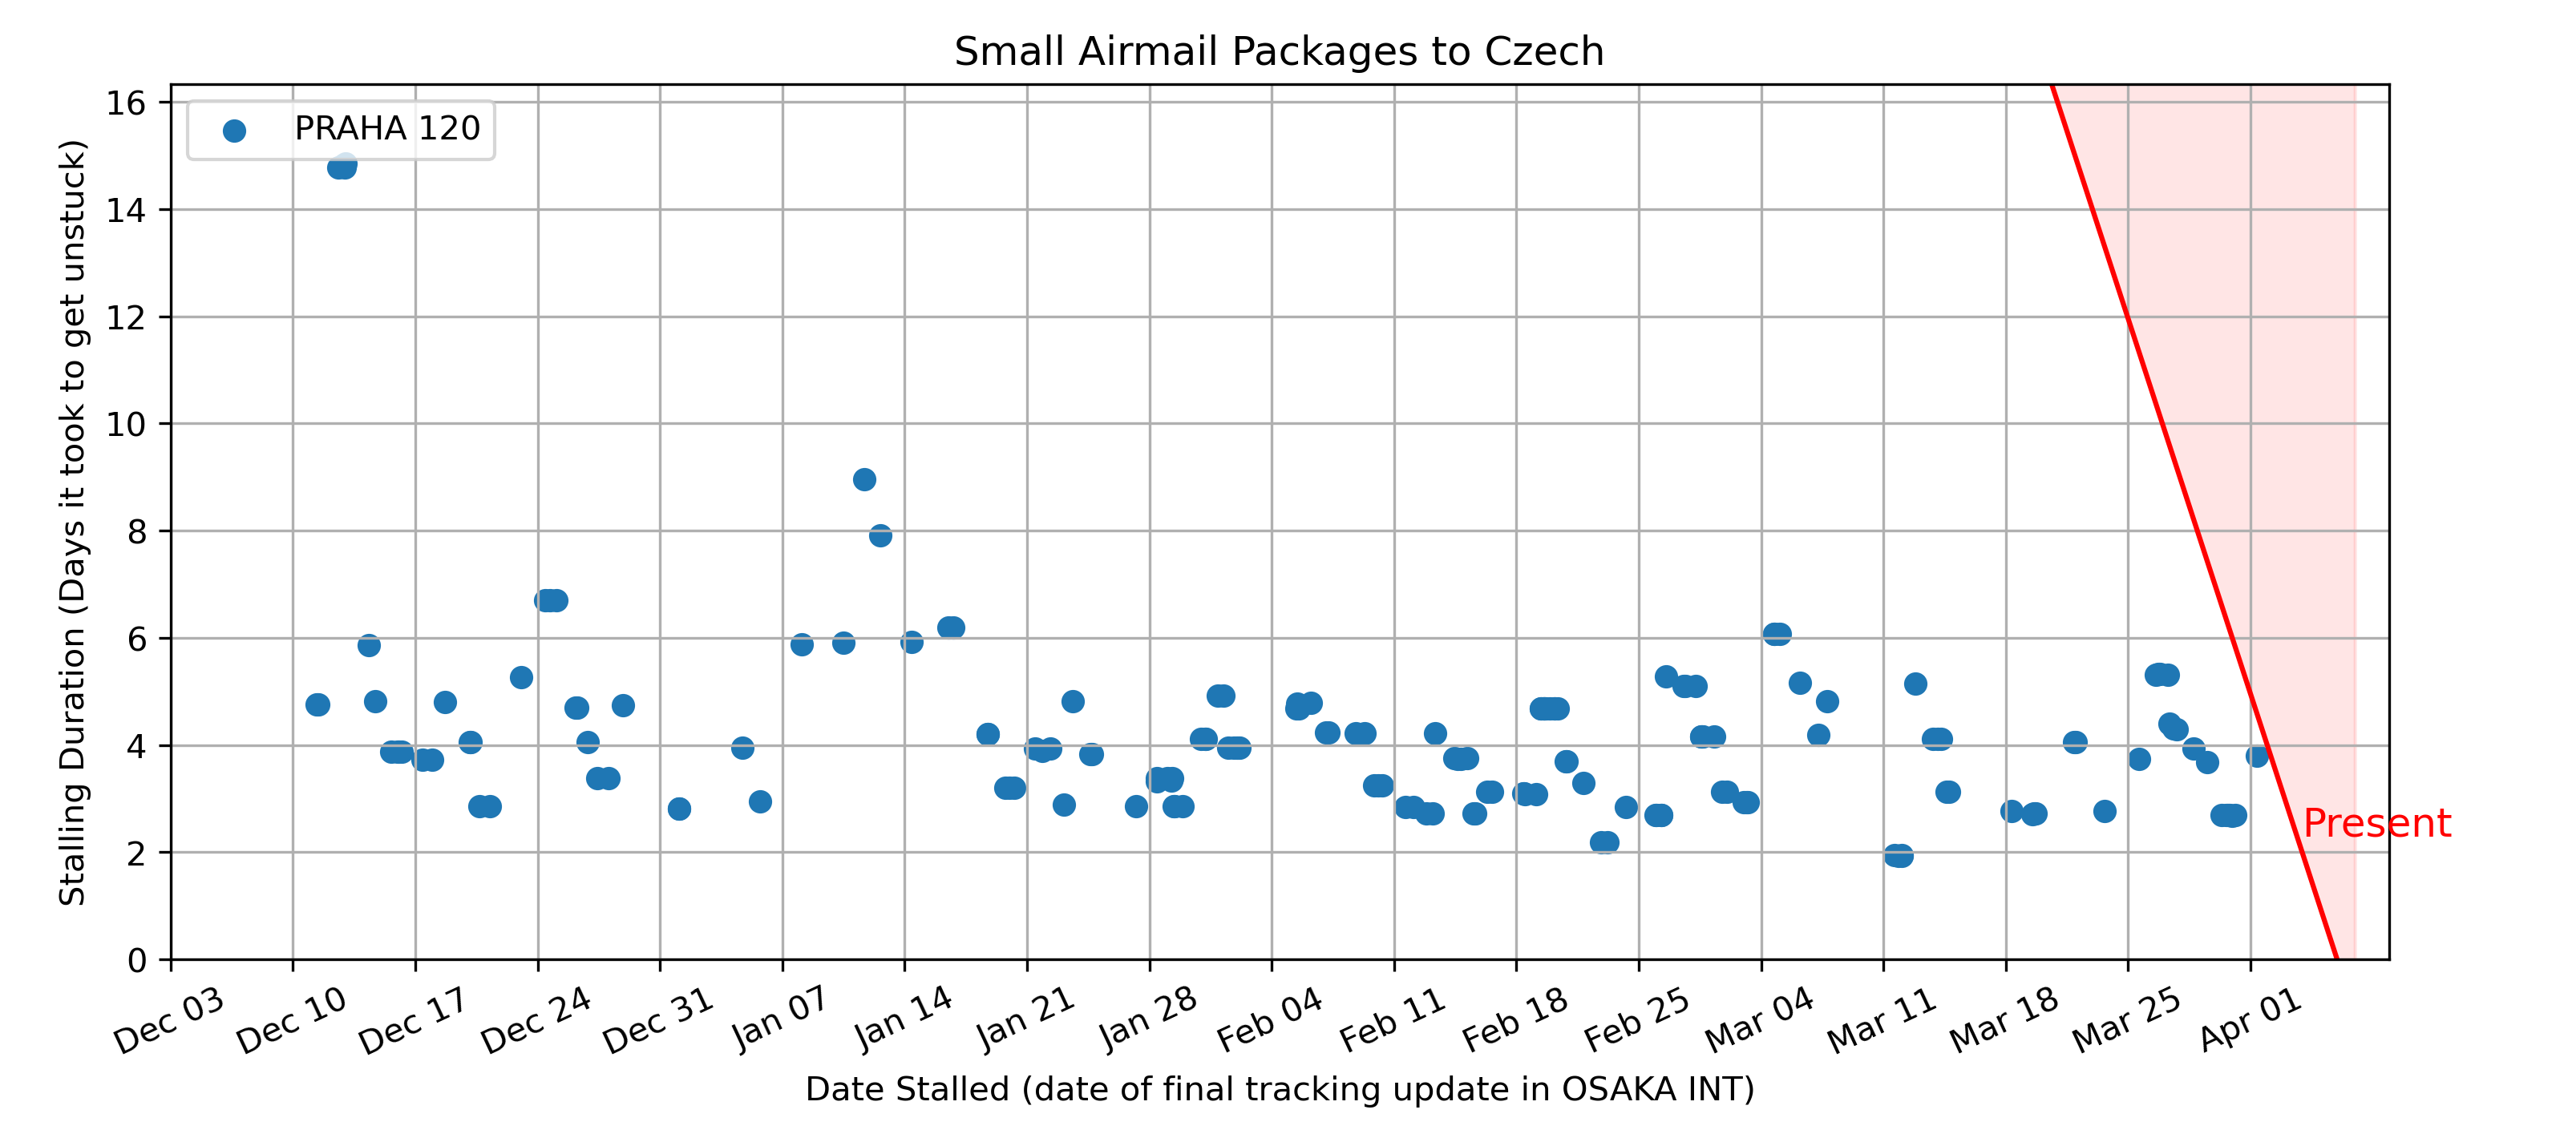 Small Airmail Packages to Czech
PRAHA 120
Stalling Duration (Days it took to get unstuck)
16
14
12
10
8
6
4
2
0
Present
Dec 03
Dec 10
Dec 17
Dec 24
Dec 31
Jan 07
Jan 14
Jan 21
Jan 28
Feb 04
Feb 11
Feb 18
Feb 25
Mar 04
Mar 11
Mar 18
Mar 25
Apr 01
Date Stalled (date of final tracking update in OSAKA INT)